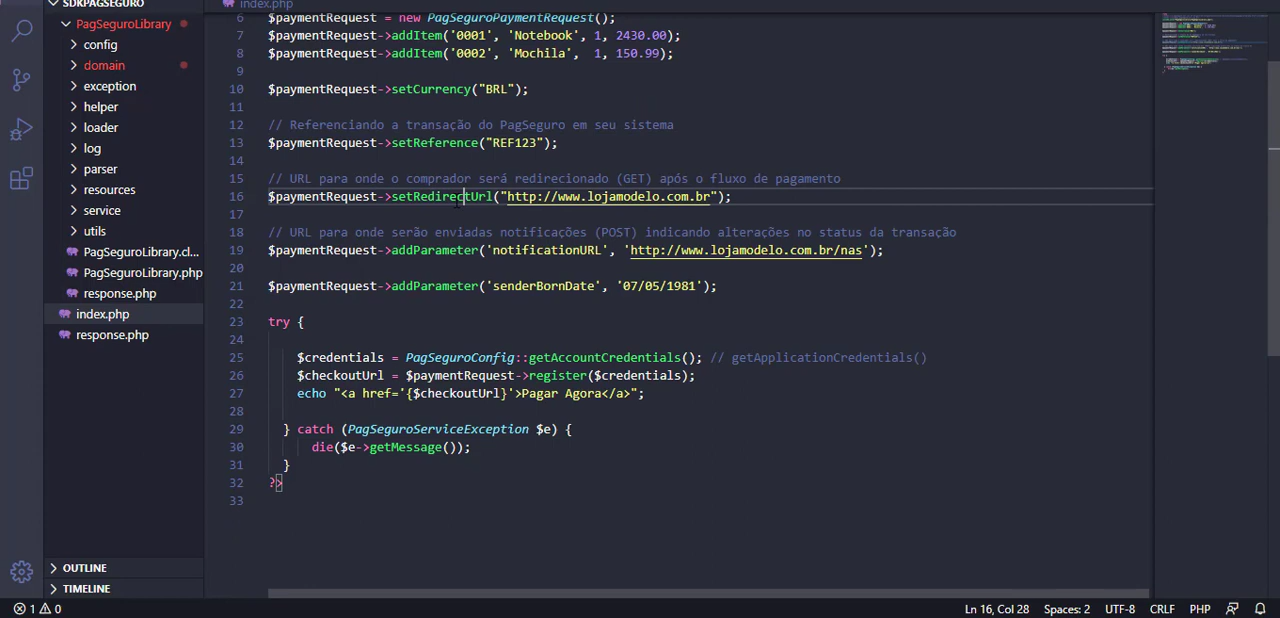 SDKPAGSEGURO
PagSeguroLibrary
config
domain
exception
helper
loader
log
parser
resources
service
utils
PagSeguroLibrary.cl...
PagSeguroLibrary.php
response.php
index.php
response.php
OUTLINE
TIMELINE
index.php
6 $paymentRequest = new PagSeguroPaymentRequest();
7 $paymentRequest->addItem('0001', 'Notebook', 1, 2430.00);
8 $paymentRequest->addItem('0002', 'Mochila',  1, 150.99);
9
10 $paymentRequest->setCurrency("BRL");
11
12 // Referenciando a transação do PagSeguro em seu sistema
13 $paymentRequest->setReference("REF123");
14
15 // URL para onde o comprador será redirecionado (GET) após o fluxo de pagamento
16 $paymentRequest->setRedirectUrl("http://www.lojamodelo.com.br");
17
18 // URL para onde serão enviadas notificações (POST) indicando alterações no status da transação
19 $paymentRequest->addParameter('notificationURL', 'http://www.lojamodelo.com.br/nas');
20
21 $paymentRequest->addParameter('senderBornDate', '07/05/1981');
22
23 try {
24
25 $credentials = PagSeguroConfig::getAccountCredentials(); // getApplicationCredentials()
26 $checkoutUrl = $paymentRequest->register($credentials);
27 echo "<a href='{$checkoutUrl}'>Pagar Agora</a>";
28
29 } catch (PagSeguroServiceException $e) {
30 die($e->getMessage());
31 }
32 ?>
33
1 0 Ln 16, Col 28 Spaces: 2 UTF-8 CRLF PHP